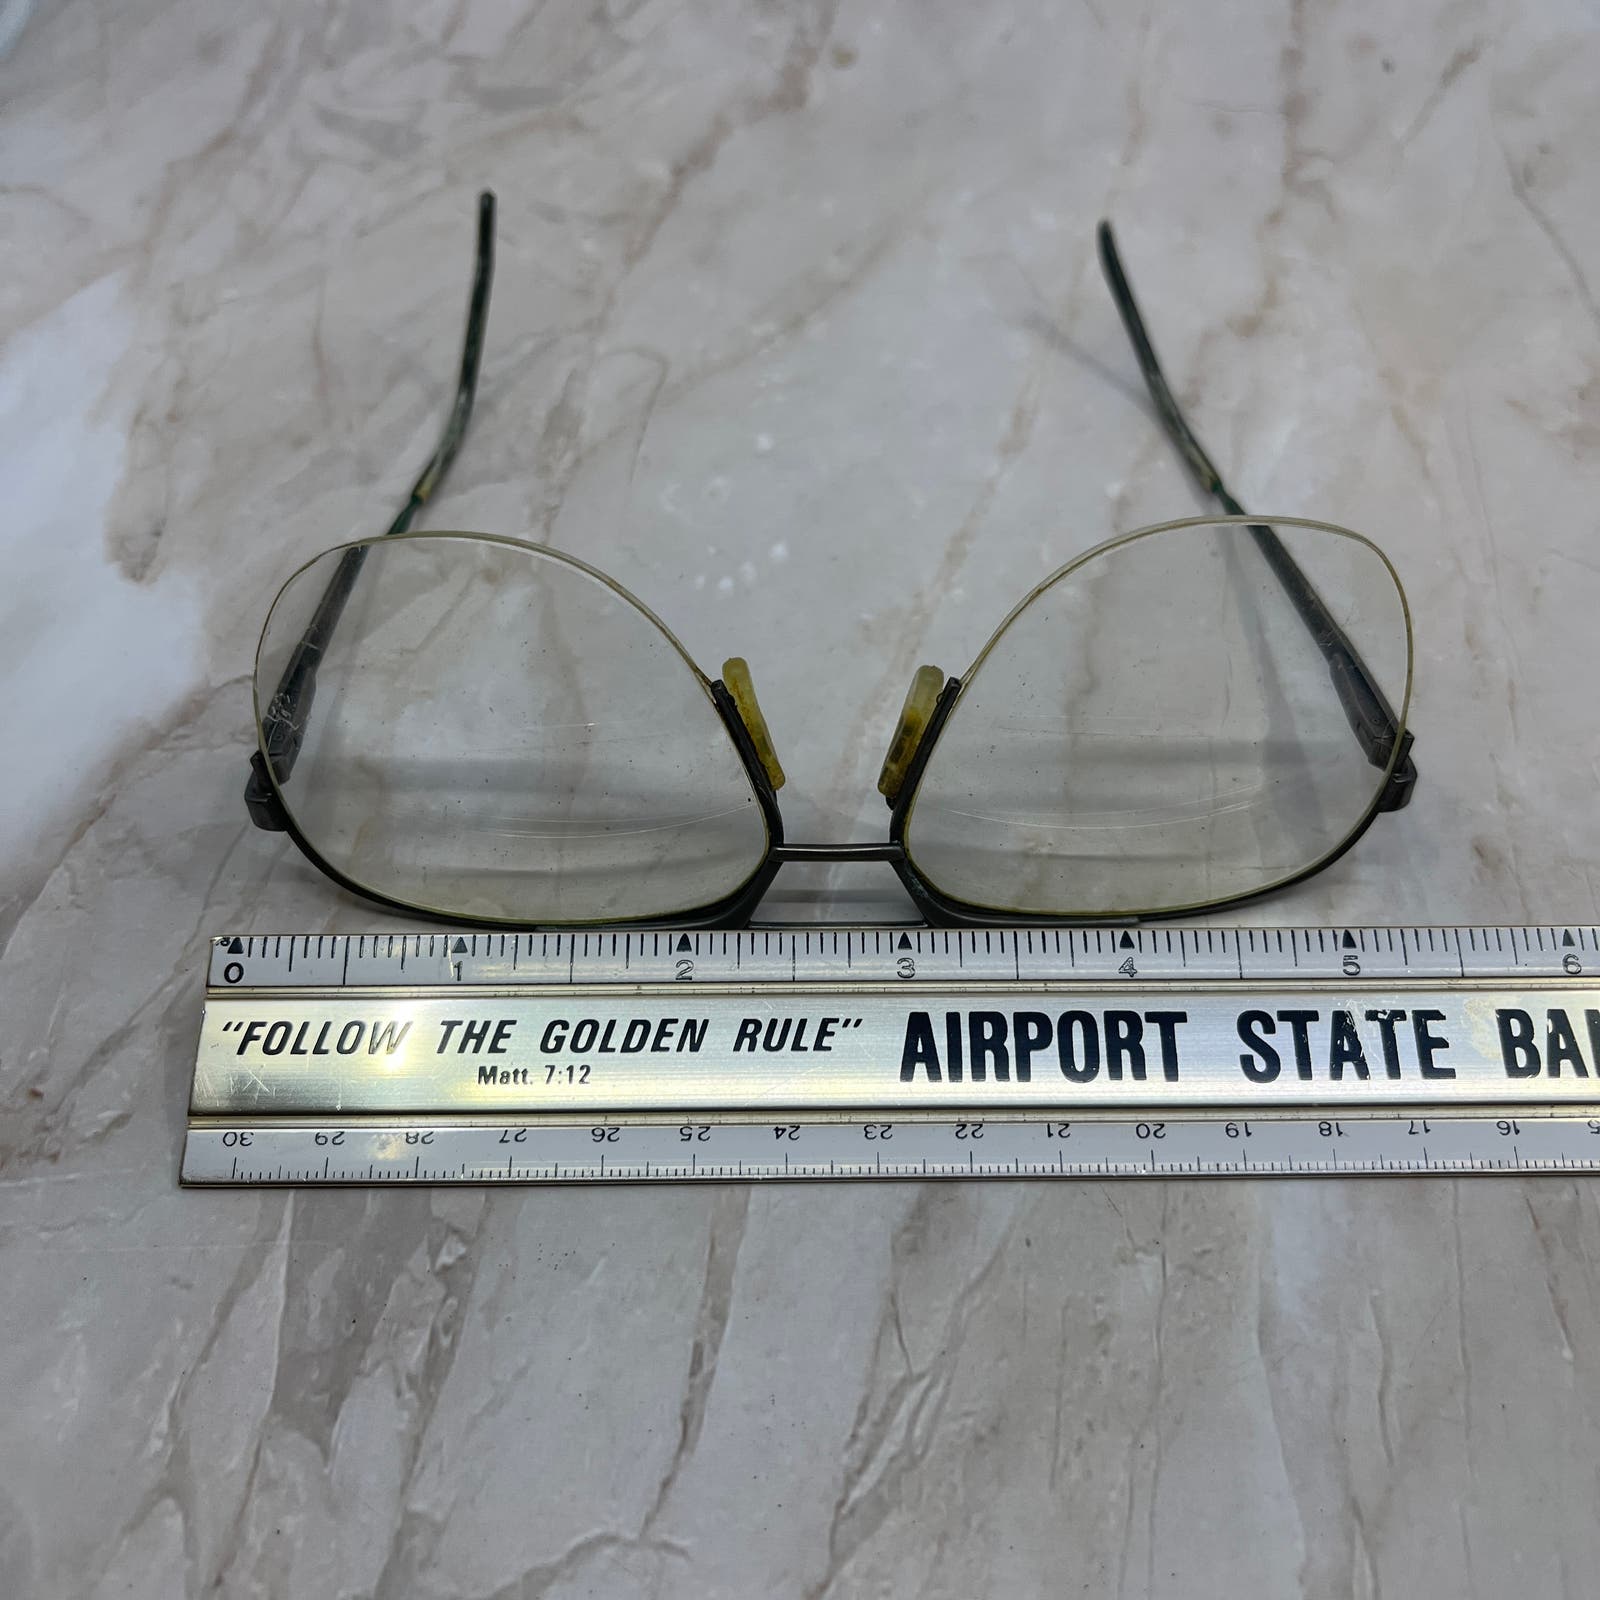 0 1 2 3 4 5 6
"FOLLOW THE GOLDEN RULE" AIRPORT STATE
Matt. 7:12
30 29 28 27 26 25 24 23 22 21 20 19 18 17 16